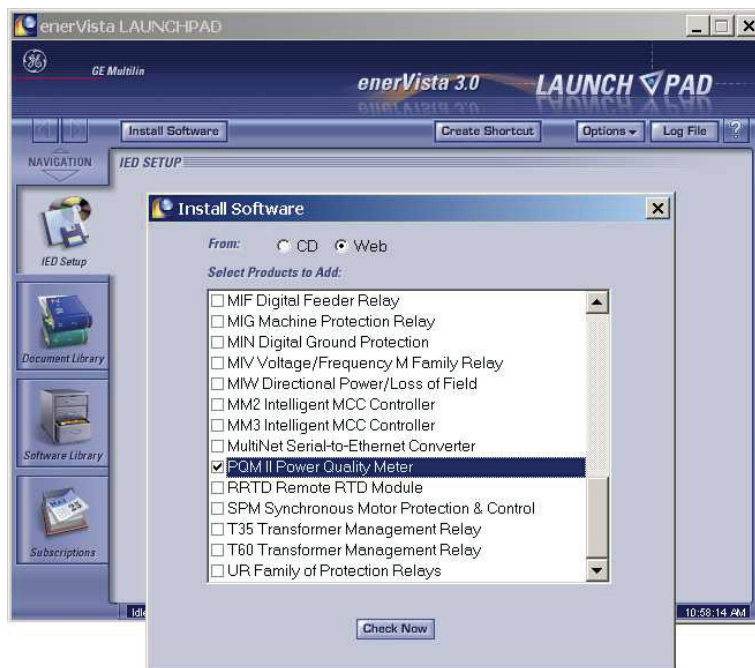 enerVista LAUNCHPAD
GE Multilin
enerVista 3.0 LAUNCH PAD
Install Software Create Shortcut Options Log File ?
NAVIGATION
IED SETUP
Install Software
From: CD Web
Select Products to Add:
MIF Digital Feeder Relay
MIG Machine Protection Relay
MIN Digital Ground Protection
MIV Voltage/Frequency M Family Relay
MIW Directional Power/Loss of Field
MM2 Intelligent MCC Controller
MM3 Intelligent MCC Controller
MultiNet Serial-to-Ethernet Converter
PQM II Power Quality Meter
RRTD Remote RTD Module
SPM Synchronous Motor Protection & Control
T35 Transformer Management Relay
T60 Transformer Management Relay
UR Family of Protection Relays
Check Now
IED Setup
Document Library
Software Library
MAY 23
Subscriptions
10:58:14 AM